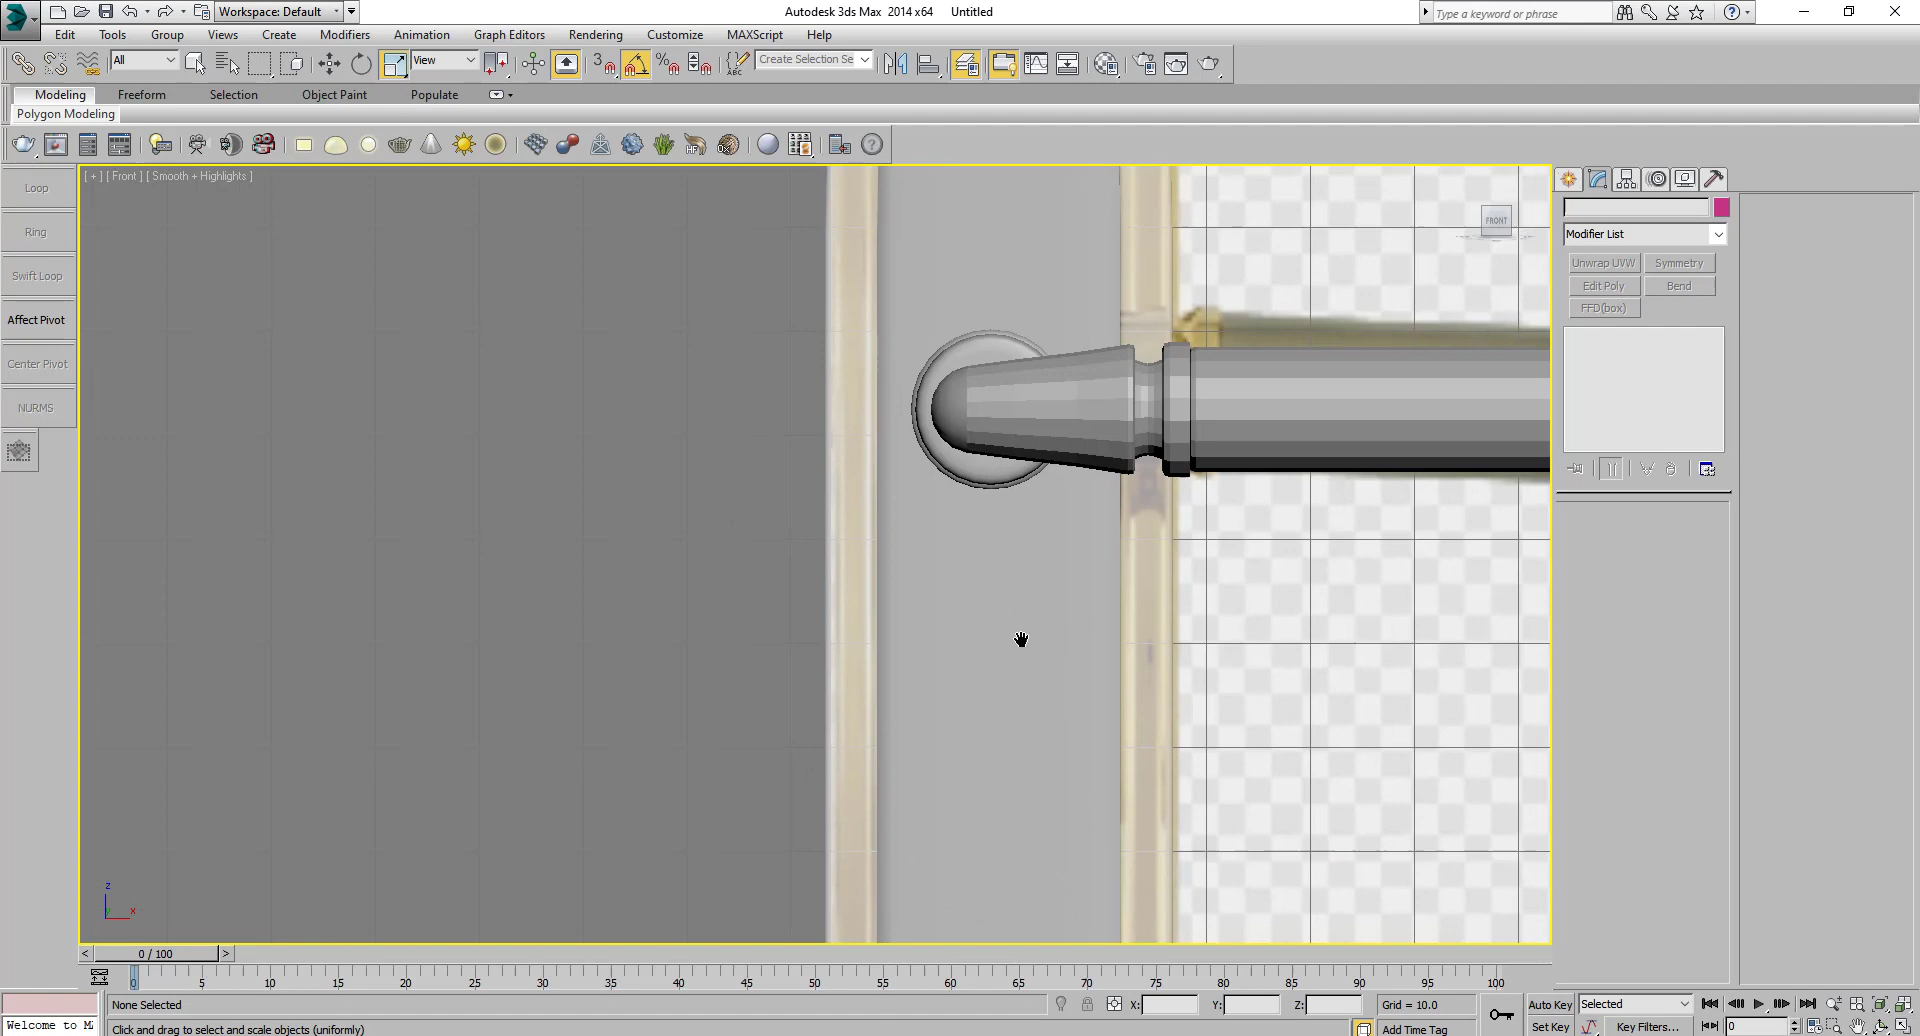 Workspace: Default
Autodesk 3ds Max 2014 x64 Untitled
Type a keyword or phrase
Edit Tools Group Views Create Modifiers Animation Graph Editors Rendering Customize MAXScript Help
All
View
3
ABC
Create Selection Se
Modeling Freeform Selection Object Paint Populate
Polygon Modeling
HF
Loop
Ring
Swift Loop
Affect Pivot
Center Pivot
NURMS
[ + ] [ Front ] [ Smooth + Highlights ]
FRONT
Modifier List
Unwrap UVW Symmetry
Edit Poly Bend
FFD(box)
z
x
< 0 / 100 >
0 5 10 15 20 25 30 35 40 45 50 55 60 65 70 75 80 85 90 95 100
None Selected X: Y: Z: Grid = 10.0 Auto Key Selected
Welcome to M
Click and drag to select and scale objects (uniformly) Add Time Tag Set Key Key Filters... 0